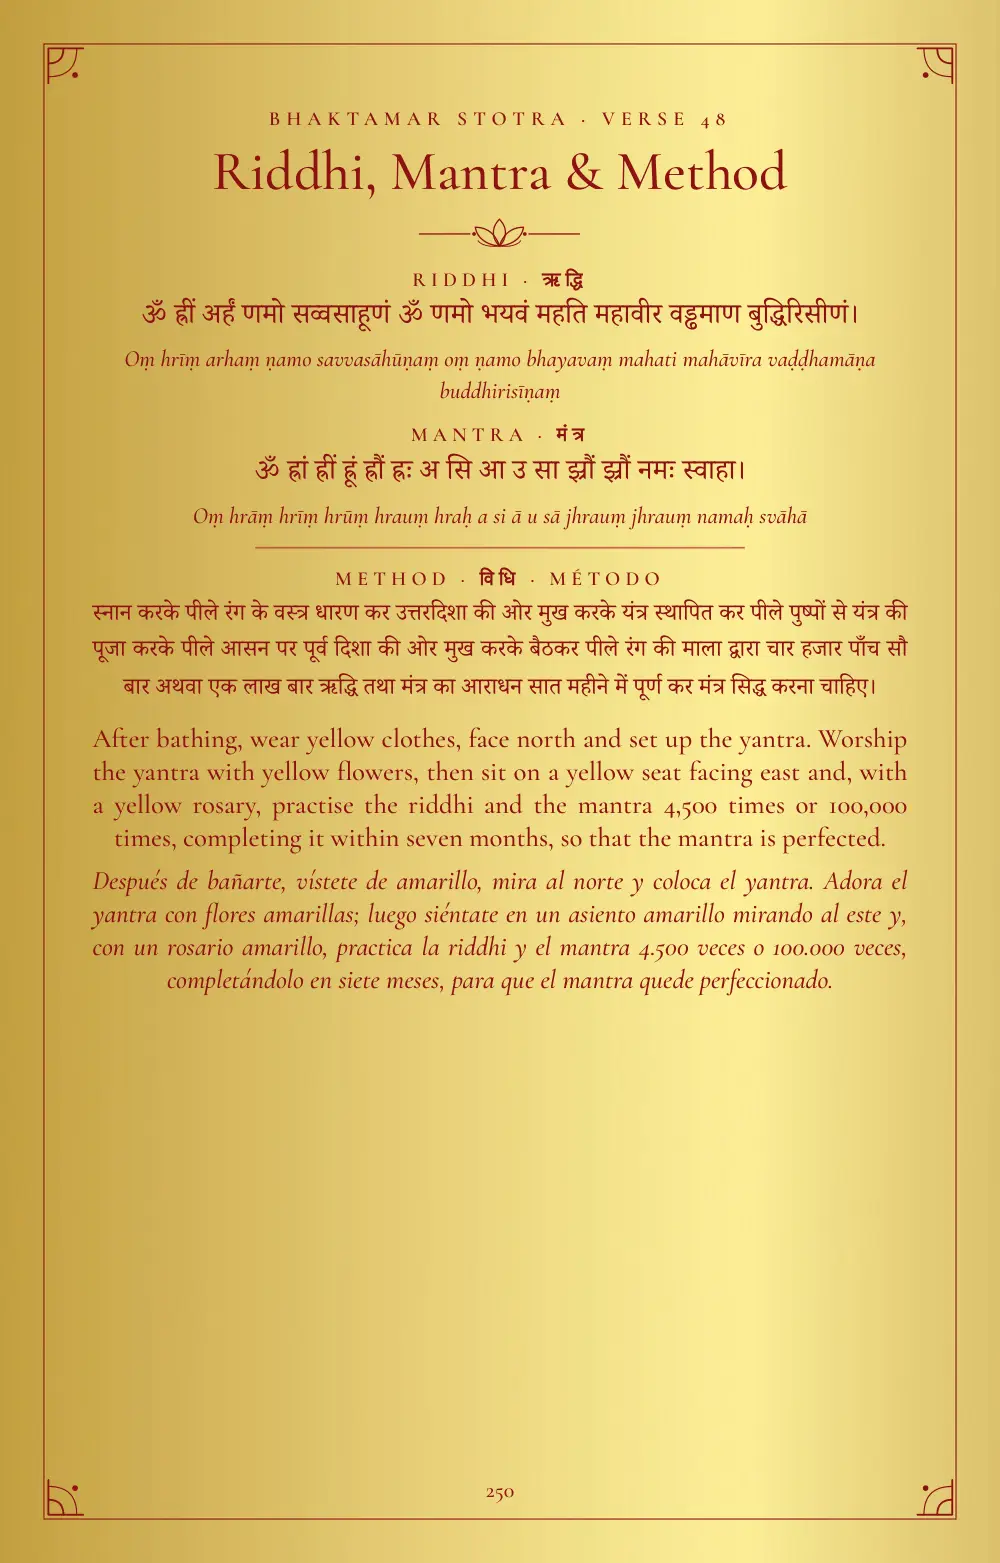 BHAKTAMAR STOTRA · VERSE 48
Riddhi, Mantra & Method
RIDDHI · ऋद्धि
ॐ ह्रीं अर्हं णमो सव्वसाहूणं ॐ णमो भयवं महति महावीर वड्ढमाण बुद्धिरिसीणं।
Oṃ hrīṃ arhaṃ ṇamo savvasāhūṇaṃ oṃ ṇamo bhayavaṃ mahati mahāvīra vaḍḍhamāṇa
buddhirisīṇaṃ
MANTRA · मंत्र
ॐ ह्रां ह्रीं ह्रूं ह्रौं ह्रः अ सि आ उ सा झ्रौं झ्रौं नमः स्वाहा।
Oṃ hrāṃ hrīṃ hrūṃ hrauṃ hraḥ a si ā u sā jhrauṃ jhrauṃ namaḥ svāhā
METHOD · विधि · MÉTODO
स्नान करके पीले रंग के वस्त्र धारण कर उत्तरदिशा की ओर मुख करके यंत्र स्थापित कर पीले पुष्पों से यंत्र की
पूजा करके पीले आसन पर पूर्व दिशा की ओर मुख करके बैठकर पीले रंग की माला द्वारा चार हजार पाँच सौ
बार अथवा एक लाख बार ऋद्धि तथा मंत्र का आराधन सात महीने में पूर्ण कर मंत्र सिद्ध करना चाहिए।
After bathing, wear yellow clothes, face north and set up the yantra. Worship
the yantra with yellow flowers, then sit on a yellow seat facing east and, with
a yellow rosary, practise the riddhi and the mantra 4,500 times or 100,000
times, completing it within seven months, so that the mantra is perfected.
Después de bañarte, vístete de amarillo, mira al norte y coloca el yantra. Adora el
yantra con flores amarillas; luego siéntate en un asiento amarillo mirando al este y,
con un rosario amarillo, practica la riddhi y el mantra 4.500 veces o 100.000 veces,
completándolo en siete meses, para que el mantra quede perfeccionado.
250